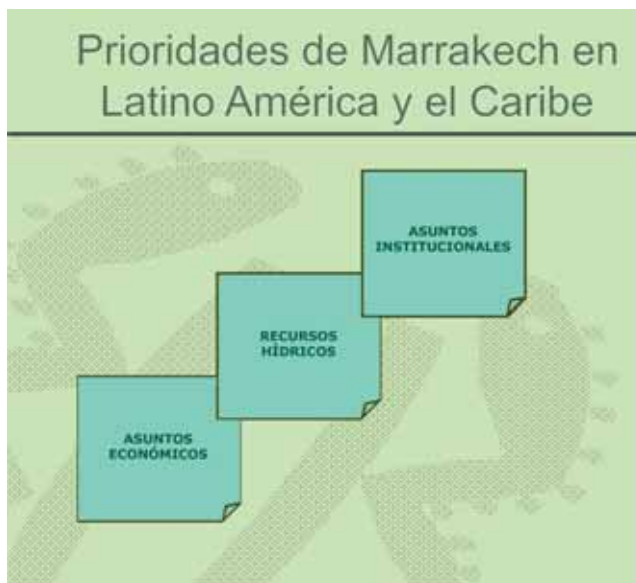 Prioridades de Marrakech en
Latino América y el Caribe
ASUNTOS
INSTITUCIONALES
RECURSOS
HÍDRICOS
ASUNTOS
ECONÓMICOS